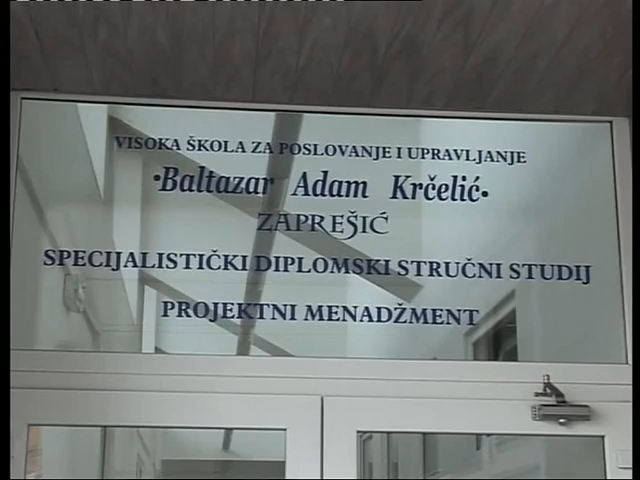 VISOKA ŠKOLA ZA POSLOVANJE I UPRAVLJANJE
•Baltazar Adam Krčelić•
ZAPREŠIĆ
SPECIJALISTIČKI DIPLOMSKI STRUČNI STUDIJ
PROJEKTNI MENADŽMENT